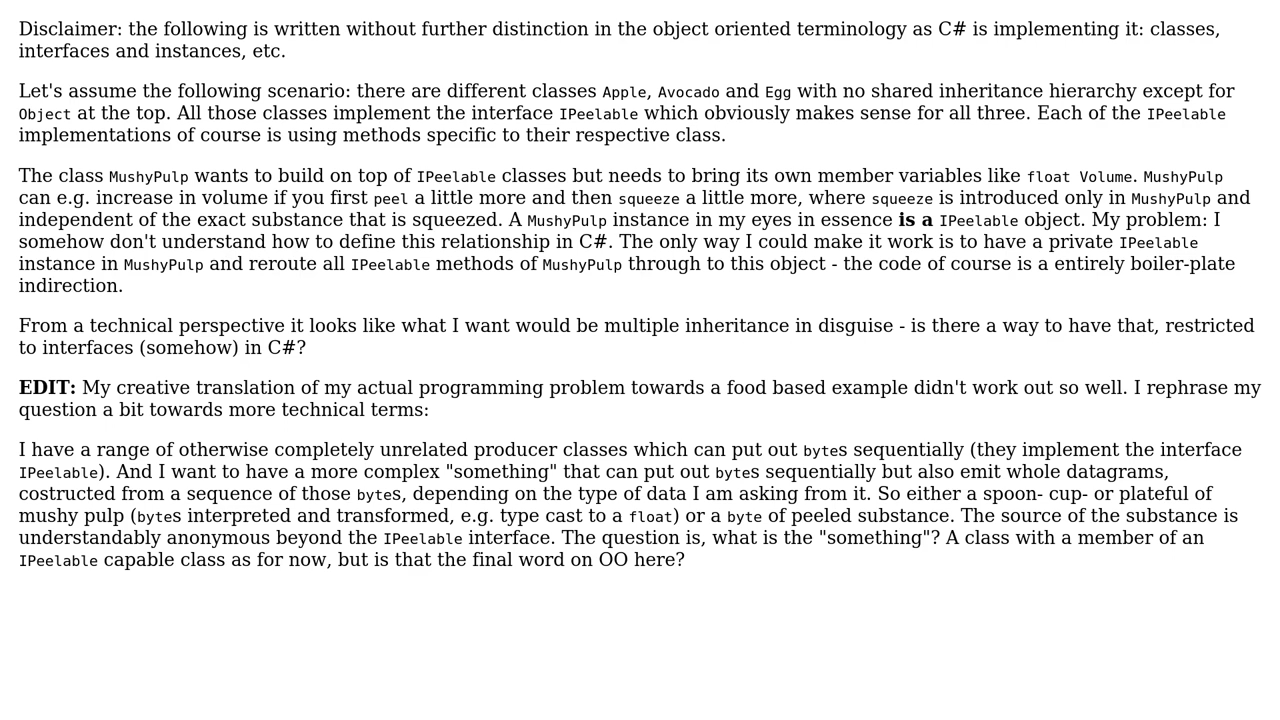 Disclaimer: the following is written without further distinction in the object oriented terminology as C# is implementing it: classes,
interfaces and instances, etc.
Let's assume the following scenario: there are different classes Apple, Avocado and Egg with no shared inheritance hierarchy except for
Object at the top. All those classes implement the interface IPeelable which obviously makes sense for all three. Each of the IPeelable
implementations of course is using methods specific to their respective class.
The class MushyPulp wants to build on top of IPeelable classes but needs to bring its own member variables like float Volume. MushyPulp
can e.g. increase in volume if you first peel a little more and then squeeze a little more, where squeeze is introduced only in MushyPulp and
independent of the exact substance that is squeezed. A MushyPulp instance in my eyes in essence is a IPeelable object. My problem: I
somehow don't understand how to define this relationship in C#. The only way I could make it work is to have a private IPeelable
instance in MushyPulp and reroute all IPeelable methods of MushyPulp through to this object - the code of course is a entirely boiler-plate
indirection.
From a technical perspective it looks like what I want would be multiple inheritance in disguise - is there a way to have that, restricted
to interfaces (somehow) in C#?
EDIT: My creative translation of my actual programming problem towards a food based example didn't work out so well. I rephrase my
question a bit towards more technical terms:
I have a range of otherwise completely unrelated producer classes which can put out bytes sequentially (they implement the interface
IPeelable). And I want to have a more complex "something" that can put out bytes sequentially but also emit whole datagrams,
costructed from a sequence of those bytes, depending on the type of data I am asking from it. So either a spoon- cup- or plateful of
mushy pulp (bytes interpreted and transformed, e.g. type cast to a float) or a byte of peeled substance. The source of the substance is
understandably anonymous beyond the IPeelable interface. The question is, what is the "something"? A class with a member of an
IPeelable capable class as for now, but is that the final word on OO here?